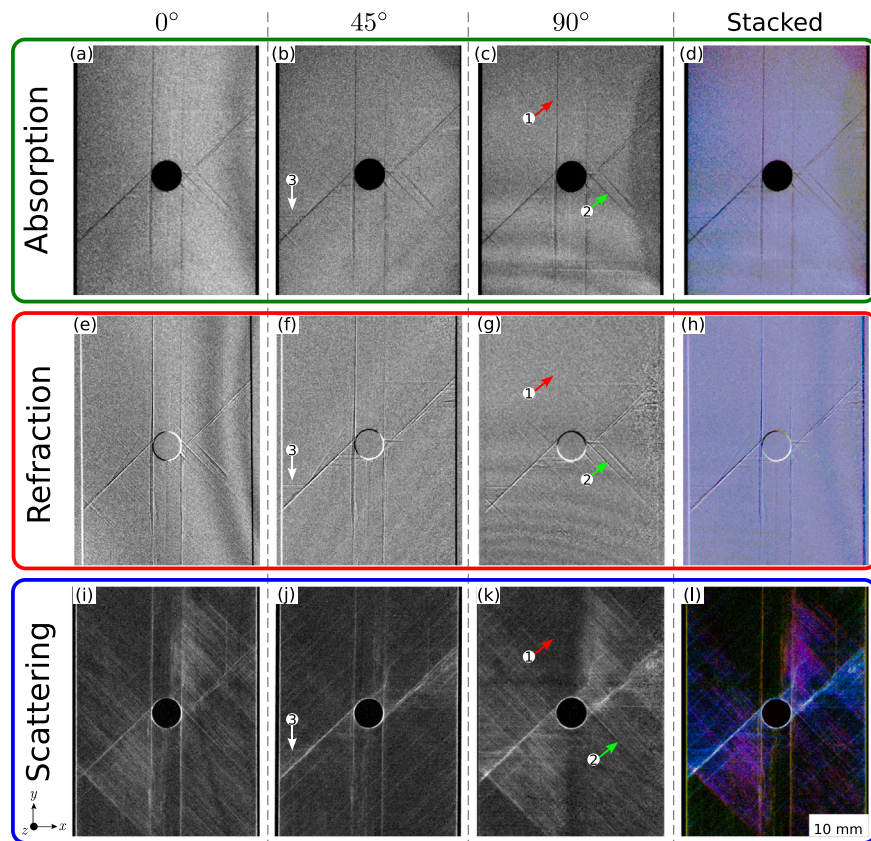 0° 45° 90° Stacked
Absorption
(a) (b) (c) (d)
1
3
2
Refraction
(e) (f) (g) (h)
1
3
2
Scattering
(i) (j) (k) (l)
1
3
2
y
z x
10 mm